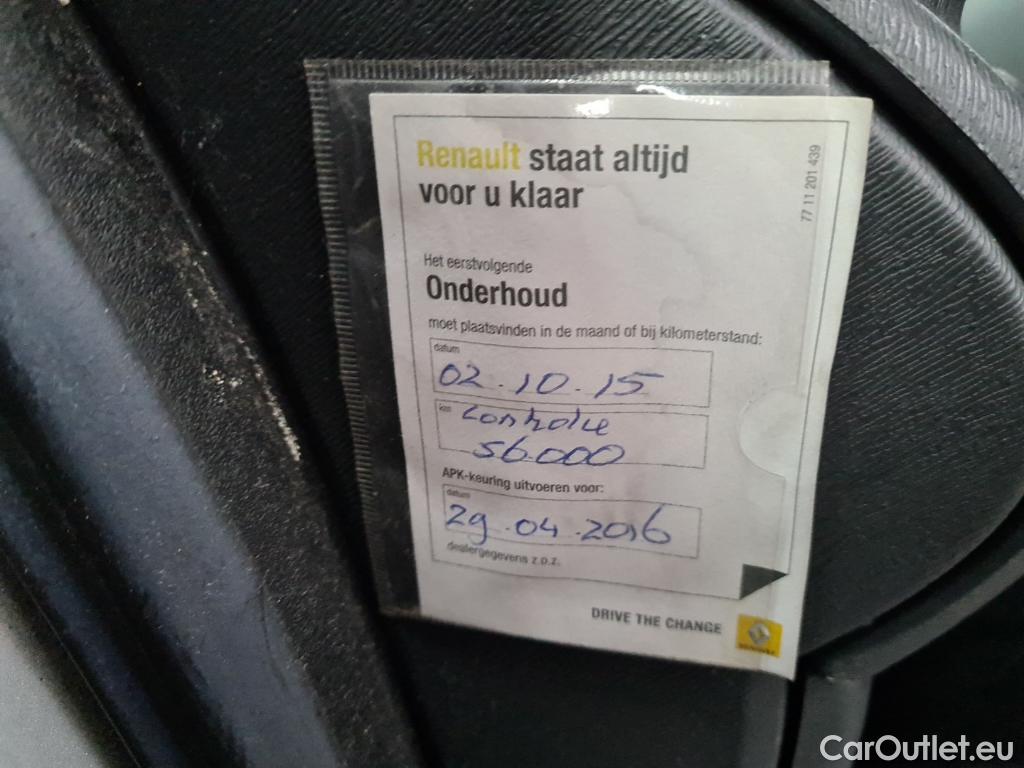 Renault staat altijd
voor u klaar
77 11 201 439
Het eerstvolgende
Onderhoud
moet plaatsvinden in de maand of bij kilometerstand:
datum
02.10.15
km controle
56.000
APK-keuring uitvoeren voor:
datum
29.04.2016
dealergegevens z.o.z.
DRIVE THE CHANGE
RENAULT
CarOutlet.eu